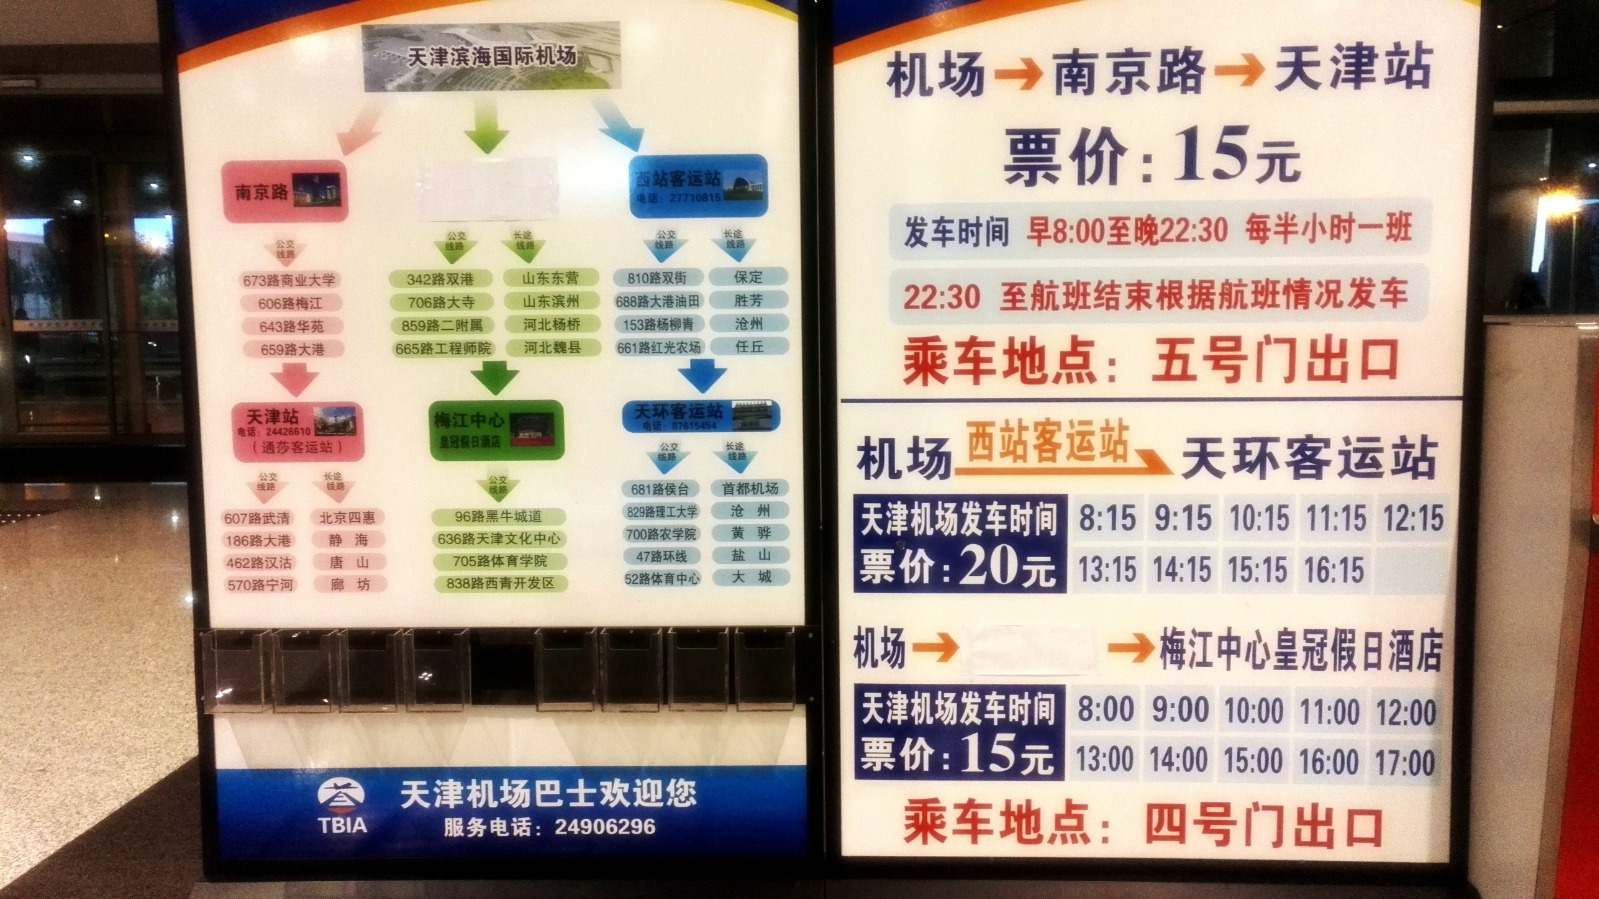 天津滨海国际机场
南京路
西站客运站
电话：27710815
公交线路
公交线路
长途线路
公交线路
长途线路
673路商业大学
606路梅江
643路华苑
659路大港
342路双港
706路大寺
859路二附属
665路工程师院
山东东营
山东滨州
河北杨桥
河北魏县
810路双街
688路大港油田
153路杨柳青
661路红光农场
保定
胜芳
沧州
任丘
天津站
电话：24426610
（通莎客运站）
梅江中心
皇冠假日酒店
天环客运站
电话：87615454
公交线路
长途线路
公交线路
公交线路
长途线路
607路武清
186路大港
462路汉沽
570路宁河
北京四惠
静 海
唐 山
廊 坊
96路黑牛城道
636路天津文化中心
705路体育学院
838路西青开发区
681路侯台
829路理工大学
700路农学院
47路环线
52路体育中心
首都机场
沧 州
黄 骅
盐 山
大 城
TBIA
天津机场巴士欢迎您
服务电话：24906296
机场→南京路→天津站
票价：15元
发车时间 早8:00至晚22:30 每半小时一班
22:30 至航班结束根据航班情况发车
乘车地点：五号门出口
机场 西站客运站 天环客运站
天津机场发车时间 8:15 9:15 10:15 11:15 12:15
票价：20元 13:15 14:15 15:15 16:15
机场→ →梅江中心皇冠假日酒店
天津机场发车时间 8:00 9:00 10:00 11:00 12:00
票价：15元 13:00 14:00 15:00 16:00 17:00
乘车地点：四号门出口